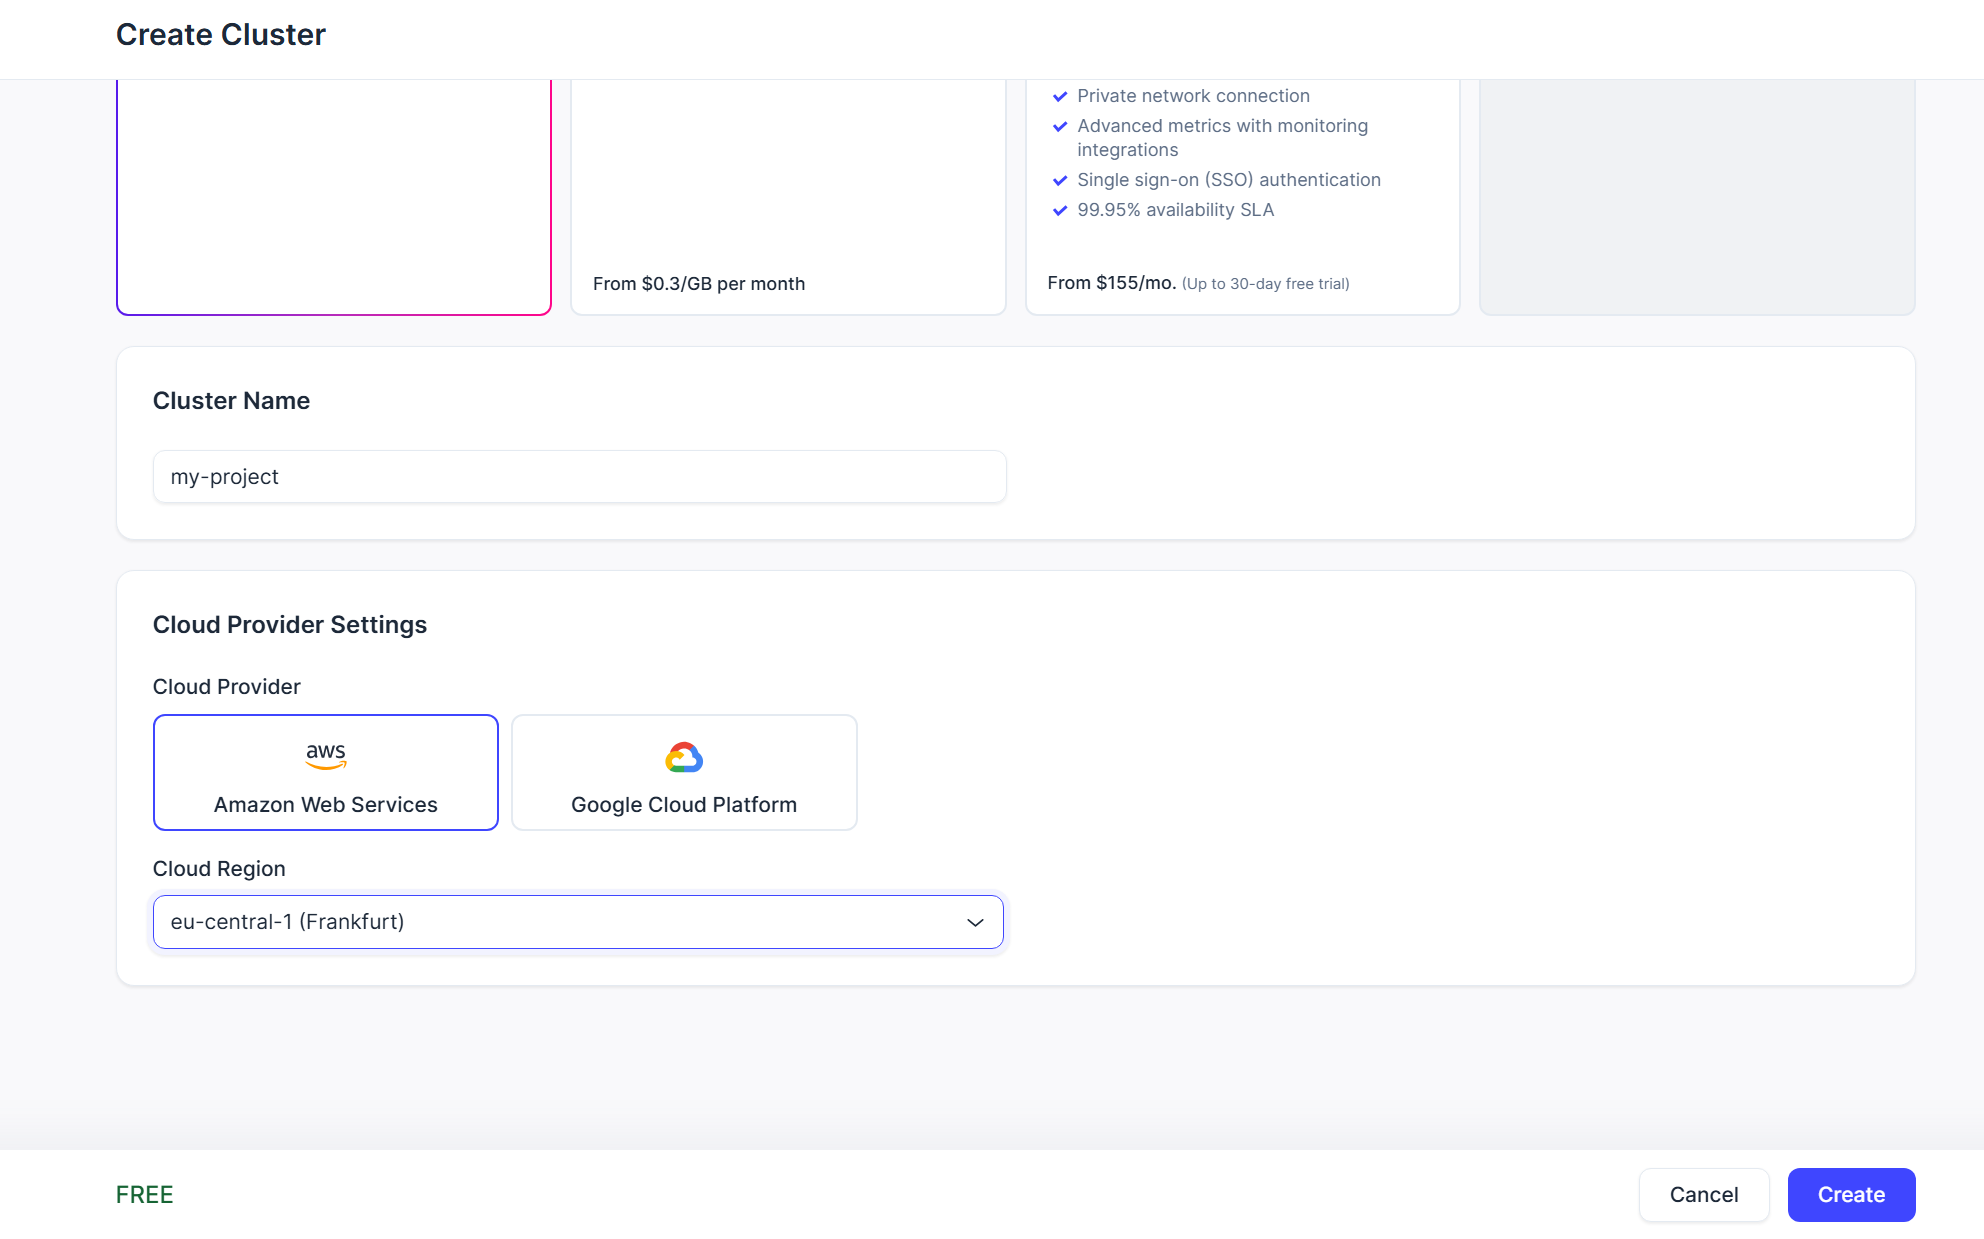 Create Cluster
Private network connection
Advanced metrics with monitoring
integrations
Single sign-on (SSO) authentication
99.95% availability SLA
From $0.3/GB per month
From $155/mo. (Up to 30-day free trial)
Cluster Name
my-project
Cloud Provider Settings
Cloud Provider
aws
Amazon Web Services
Google Cloud Platform
Cloud Region
eu-central-1 (Frankfurt)
FREE
Cancel
Create